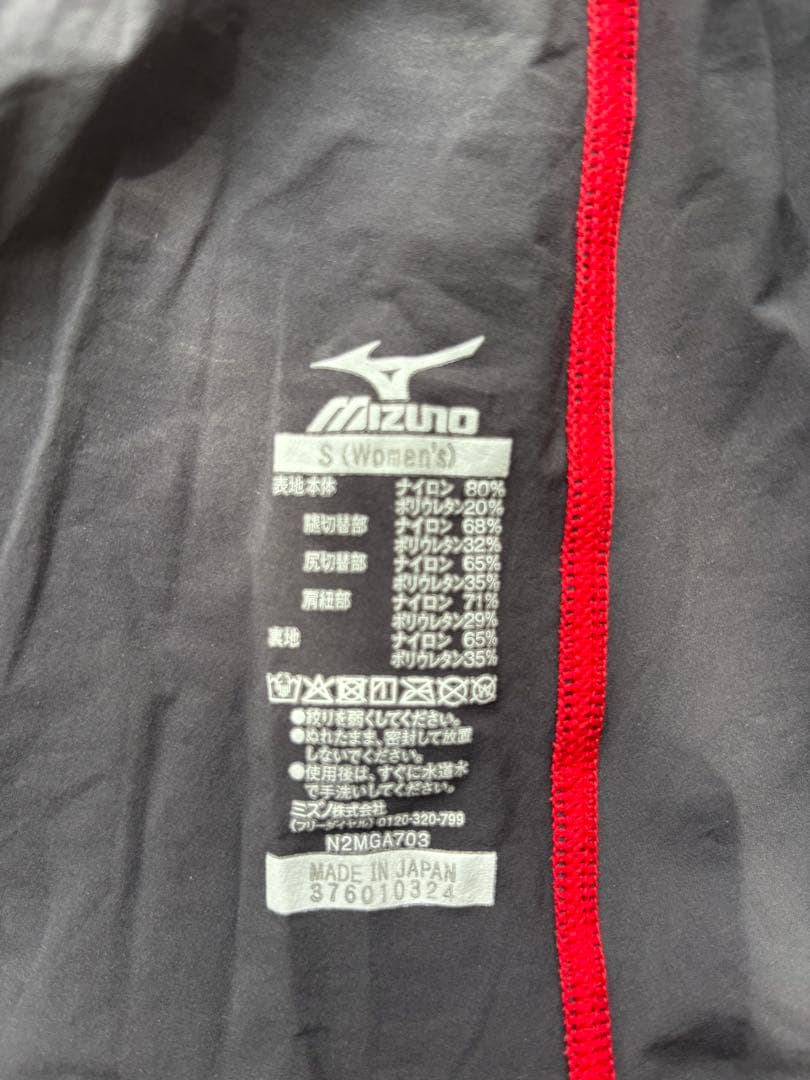 MIZUNO
S (Women's)
表地本体 ナイロン 80%
ポリウレタン20%
腿切替部 ナイロン 68%
ポリウレタン32%
尻切替部 ナイロン 65%
ポリウレタン35%
肩紐部 ナイロン 71%
ポリウレタン29%
裏地 ナイロン 65%
ポリウレタン35%
●絞りを弱くしてください。
●ぬれたまま、密封して放置
しないでください。
●使用後は、すぐに水道水
で手洗いしてください。
ミズノ株式会社
(フリーダイヤル) 0120-320-799
N2MGA703
MADE IN JAPAN
376010324